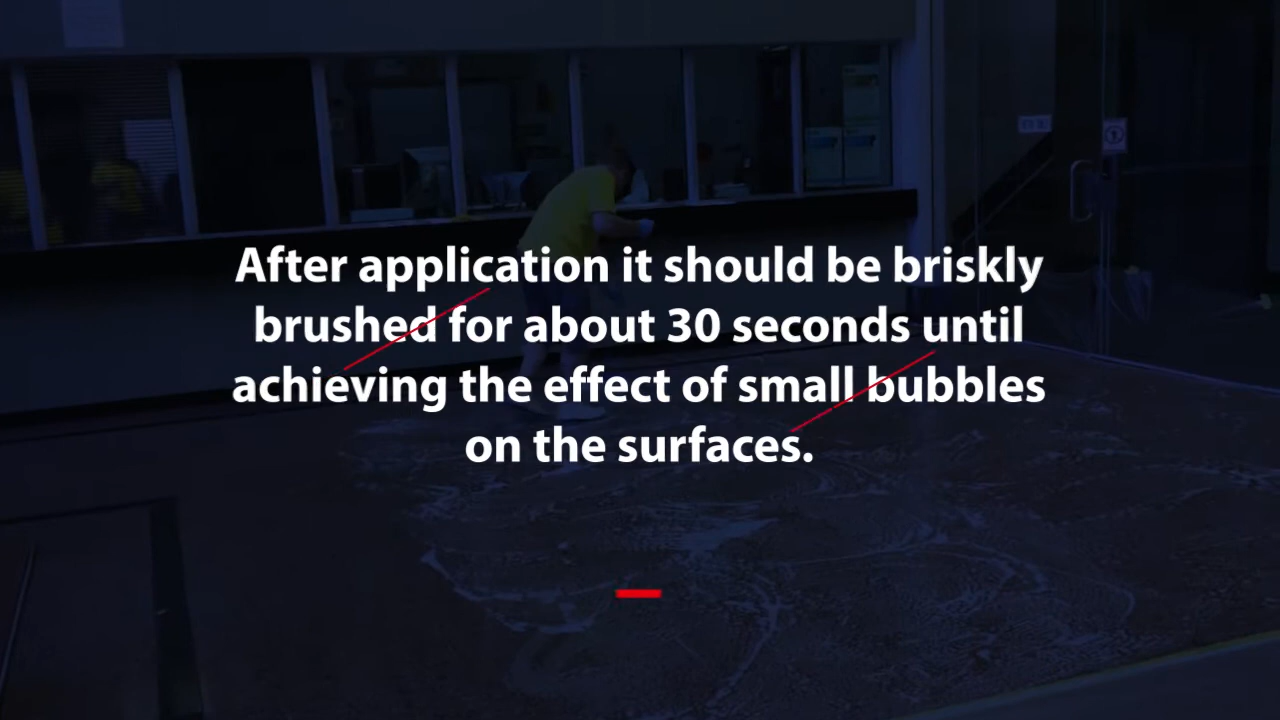 After application it should be briskly
brushed for about 30 seconds until
achieving the effect of small bubbles
on the surfaces.